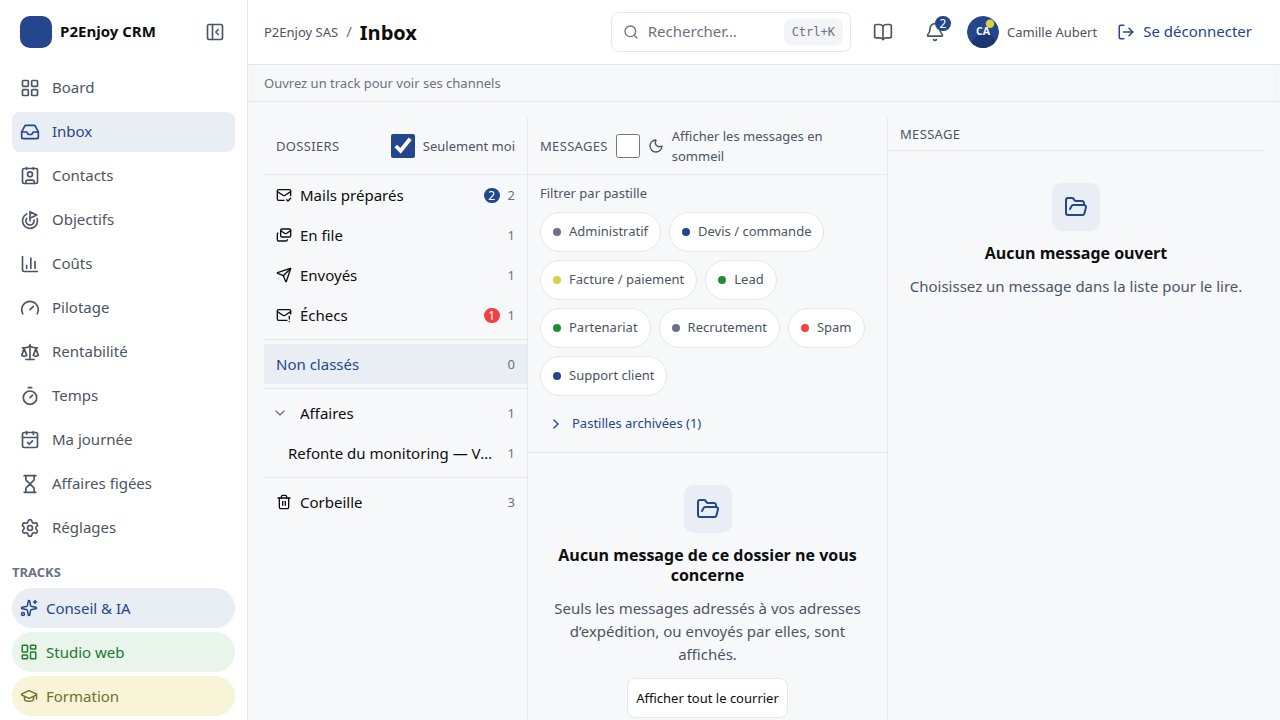 P2Enjoy CRM
P2Enjoy SAS / Inbox
Rechercher... Ctrl+K
2
CA
Camille Aubert
Se déconnecter
Board
Inbox
Contacts
Objectifs
Coûts
Pilotage
Rentabilité
Temps
Ma journée
Affaires figées
Réglages
TRACKS
Conseil & IA
Studio web
Formation
Ouvrez un track pour voir ses channels
DOSSIERS
Seulement moi
Mails préparés 2 2
En file 1
Envoyés 1
Échecs 1 1
Non classés 0
Affaires 1
Refonte du monitoring — V... 1
Corbeille 3
MESSAGES
Afficher les messages en
sommeil
Filtrer par pastille
Administratif Devis / commande
Facture / paiement Lead
Partenariat Recrutement Spam
Support client
Pastilles archivées (1)
Aucun message de ce dossier ne vous
concerne
Seuls les messages adressés à vos adresses
d'expédition, ou envoyés par elles, sont
affichés.
Afficher tout le courrier
MESSAGE
Aucun message ouvert
Choisissez un message dans la liste pour le lire.